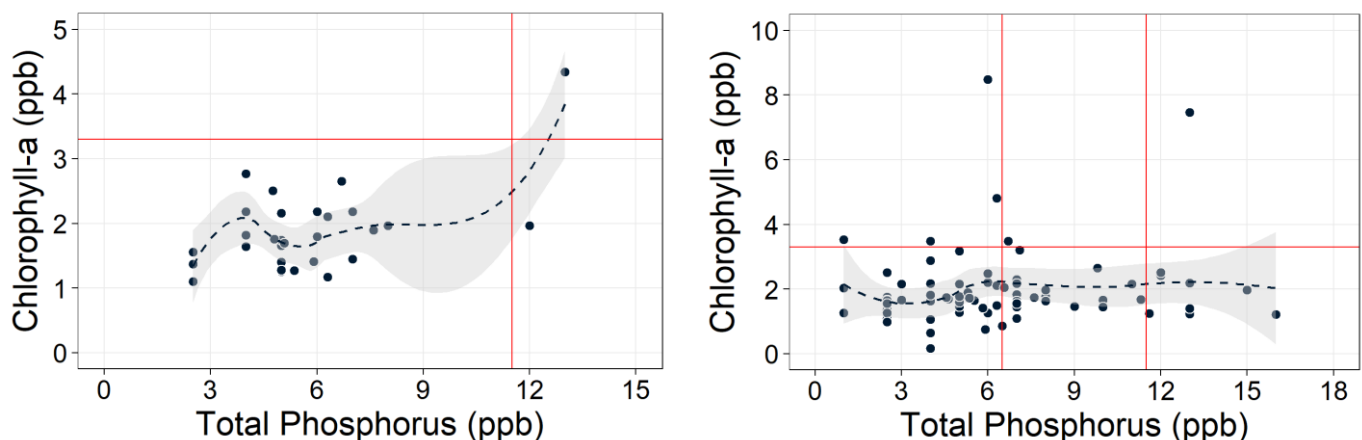 5
4
3
2
1
0
0 3 6 9 12 15
Chlorophyll-a (ppb)
Total Phosphorus (ppb)
10
8
6
4
2
0
0 3 6 9 12 15 18
Chlorophyll-a (ppb)
Total Phosphorus (ppb)